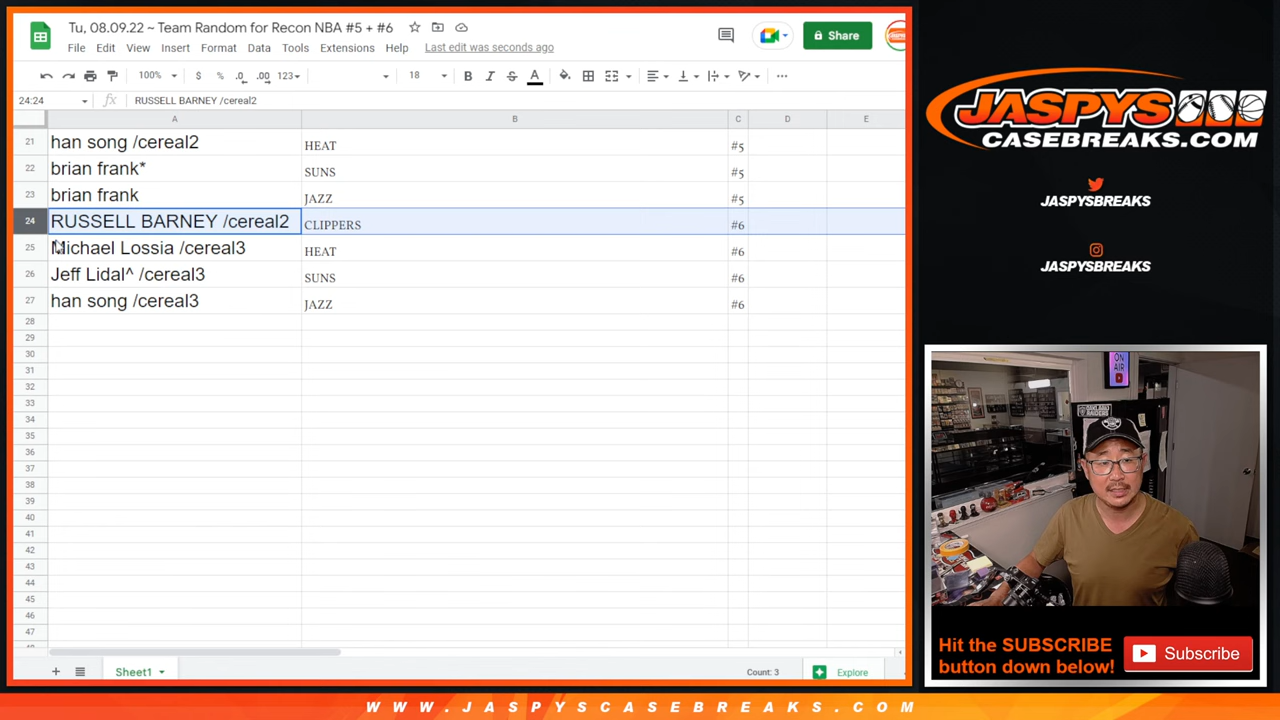 Tu, 08.09.22 ~ Team Random for Recon NBA #5 + #6
File Edit View Insert Format Data Tools Extensions Help Last edit was seconds ago
Share
100% $ % .0 .00 123 18 B I S A
24:24 fx RUSSELL BARNEY /cereal2
A B C D E
21 han song /cereal2 HEAT #5
22 brian frank* SUNS #5
23 brian frank JAZZ #5
24 RUSSELL BARNEY /cereal2 CLIPPERS #6
25 Michael Lossia /cereal3 HEAT #6
26 Jeff Lidal^ /cereal3 SUNS #6
27 han song /cereal3 JAZZ #6
28
29
30
31
32
33
34
35
36
37
38
39
40
41
42
43
44
45
46
47
Sheet1 Count: 3 Explore
JASPYS
CASEBREAKS.COM
JASPYSBREAKS
JASPYSBREAKS
ON
AIR
Hit the SUBSCRIBE
button down below!
Subscribe
WWW.JASPYSCASEBREAKS.COM